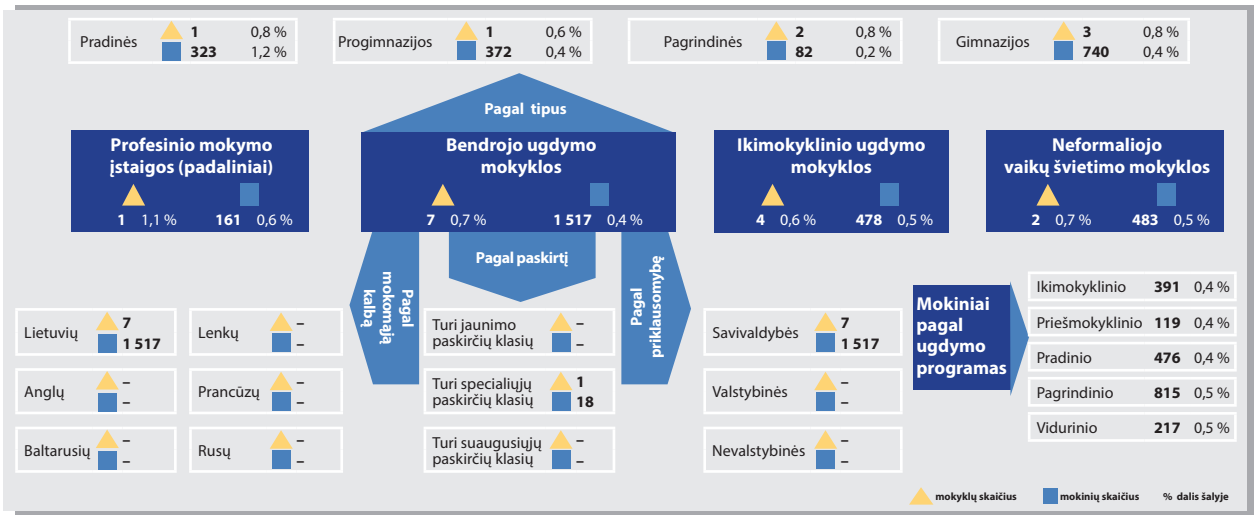 Pradinės 1 0,8 %
323 1,2 %
Progimnazijos 1 0,6 %
372 0,4 %
Pagrindinės 2 0,8 %
82 0,2 %
Gimnazijos 3 0,8 %
740 0,4 %
Pagal tipus
Profesinio mokymo
įstaigos (padaliniai)
1 1,1 % 161 0,6 %
Bendrojo ugdymo
mokyklos
7 0,7 % 1 517 0,4 %
Ikimokyklinio ugdymo
mokyklos
4 0,6 % 478 0,5 %
Neformaliojo
vaikų švietimo mokyklos
2 0,7 % 483 0,5 %
Pagal
mokomąją
kalbą
Pagal paskirtį
Pagal
priklausomybę
Lietuvių 7
1 517
Lenkų –
–
Anglų –
–
Prancūzų –
–
Baltarusių –
–
Rusų –
–
Turi jaunimo
paskirčių klasių
–
–
Turi specialiųjų
paskirčių klasių
1
18
Turi suaugusiųjų
paskirčių klasių
–
–
Savivaldybės 7
1 517
Valstybinės –
–
Nevalstybinės –
–
Mokiniai
pagal
ugdymo
programas
Ikimokyklinio 391 0,4 %
Priešmokyklinio 119 0,4 %
Pradinio 476 0,4 %
Pagrindinio 815 0,5 %
Vidurinio 217 0,5 %
mokyklų skaičius mokinių skaičius % dalis šalyje